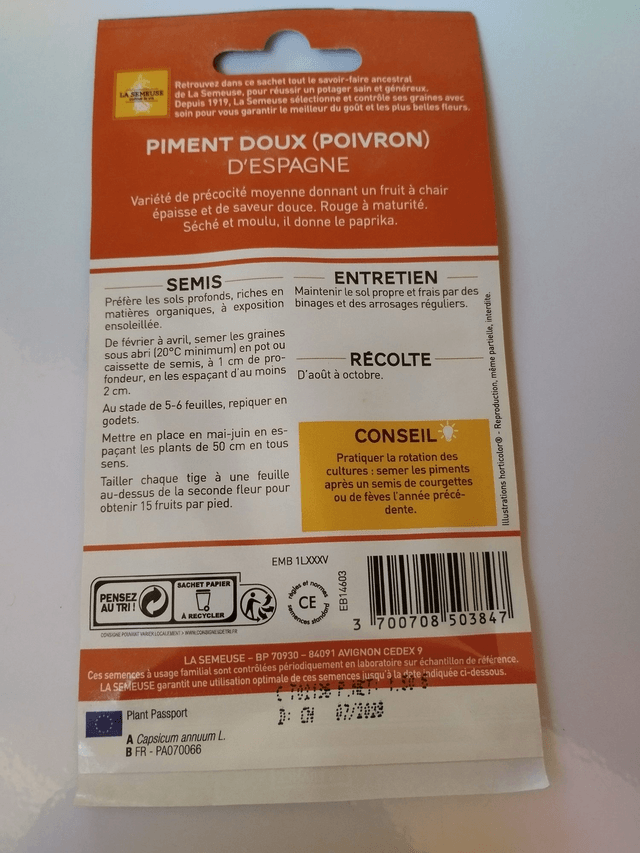 LA SEMEUSE
Retrouvez dans ce sachet tout le savoir-faire ancestral
de La Semeuse, pour réussir un potager sain et généreux.
Depuis 1919, La Semeuse sélectionne et contrôle ses graines avec
soin pour vous garantir le meilleur du goût et les plus belles fleurs.
PIMENT DOUX (POIVRON)
D'ESPAGNE
Variété de précocité moyenne donnant un fruit à chair
épaisse et de saveur douce. Rouge à maturité.
Séché et moulu, il donne le paprika.
SEMIS
Préfère les sols profonds, riches en
matières organiques, à exposition
ensoleillée.
De février à avril, semer les graines
sous abri (20°C minimum) en pot ou
caissette de semis, à 1 cm de pro-
fondeur, en les espaçant d'au moins
2 cm.
Au stade de 5-6 feuilles, repiquer en
godets.
Mettre en place en mai-juin en es-
paçant les plants de 50 cm en tous
sens.
Tailler chaque tige à une feuille
au-dessus de la seconde fleur pour
obtenir 15 fruits par pied.
ENTRETIEN
Maintenir le sol propre et frais par des
binages et des arrosages réguliers.
RÉCOLTE
D'août à octobre.
CONSEIL
Pratiquer la rotation des
cultures : semer les piments
après un semis de courgettes
ou de fèves l'année précé-
dente.
Illustrations horticolor® - Reproduction, même partielle, interdite.
EMB 1LXXXV
PENSEZ
AU TRI !
SACHET PAPIER
À RECYCLER
CONSIGNE POUVANT VARIER LOCALEMENT > WWW.CONSIGNESDETRI.FR
règles et normes
CE
semences standard
EB14603
3 700708 503847
LA SEMEUSE - BP 70930 - 84091 AVIGNON CEDEX 9
Ces semences à usage familial sont contrôlées périodiquement en laboratoire sur échantillon de référence.
LA SEMEUSE garantit une utilisation optimale de ces semences jusqu'à la date indiquée ci-dessous.
D: CH 07/2028
Plant Passport
A Capsicum annuum L.
B FR - PA070066